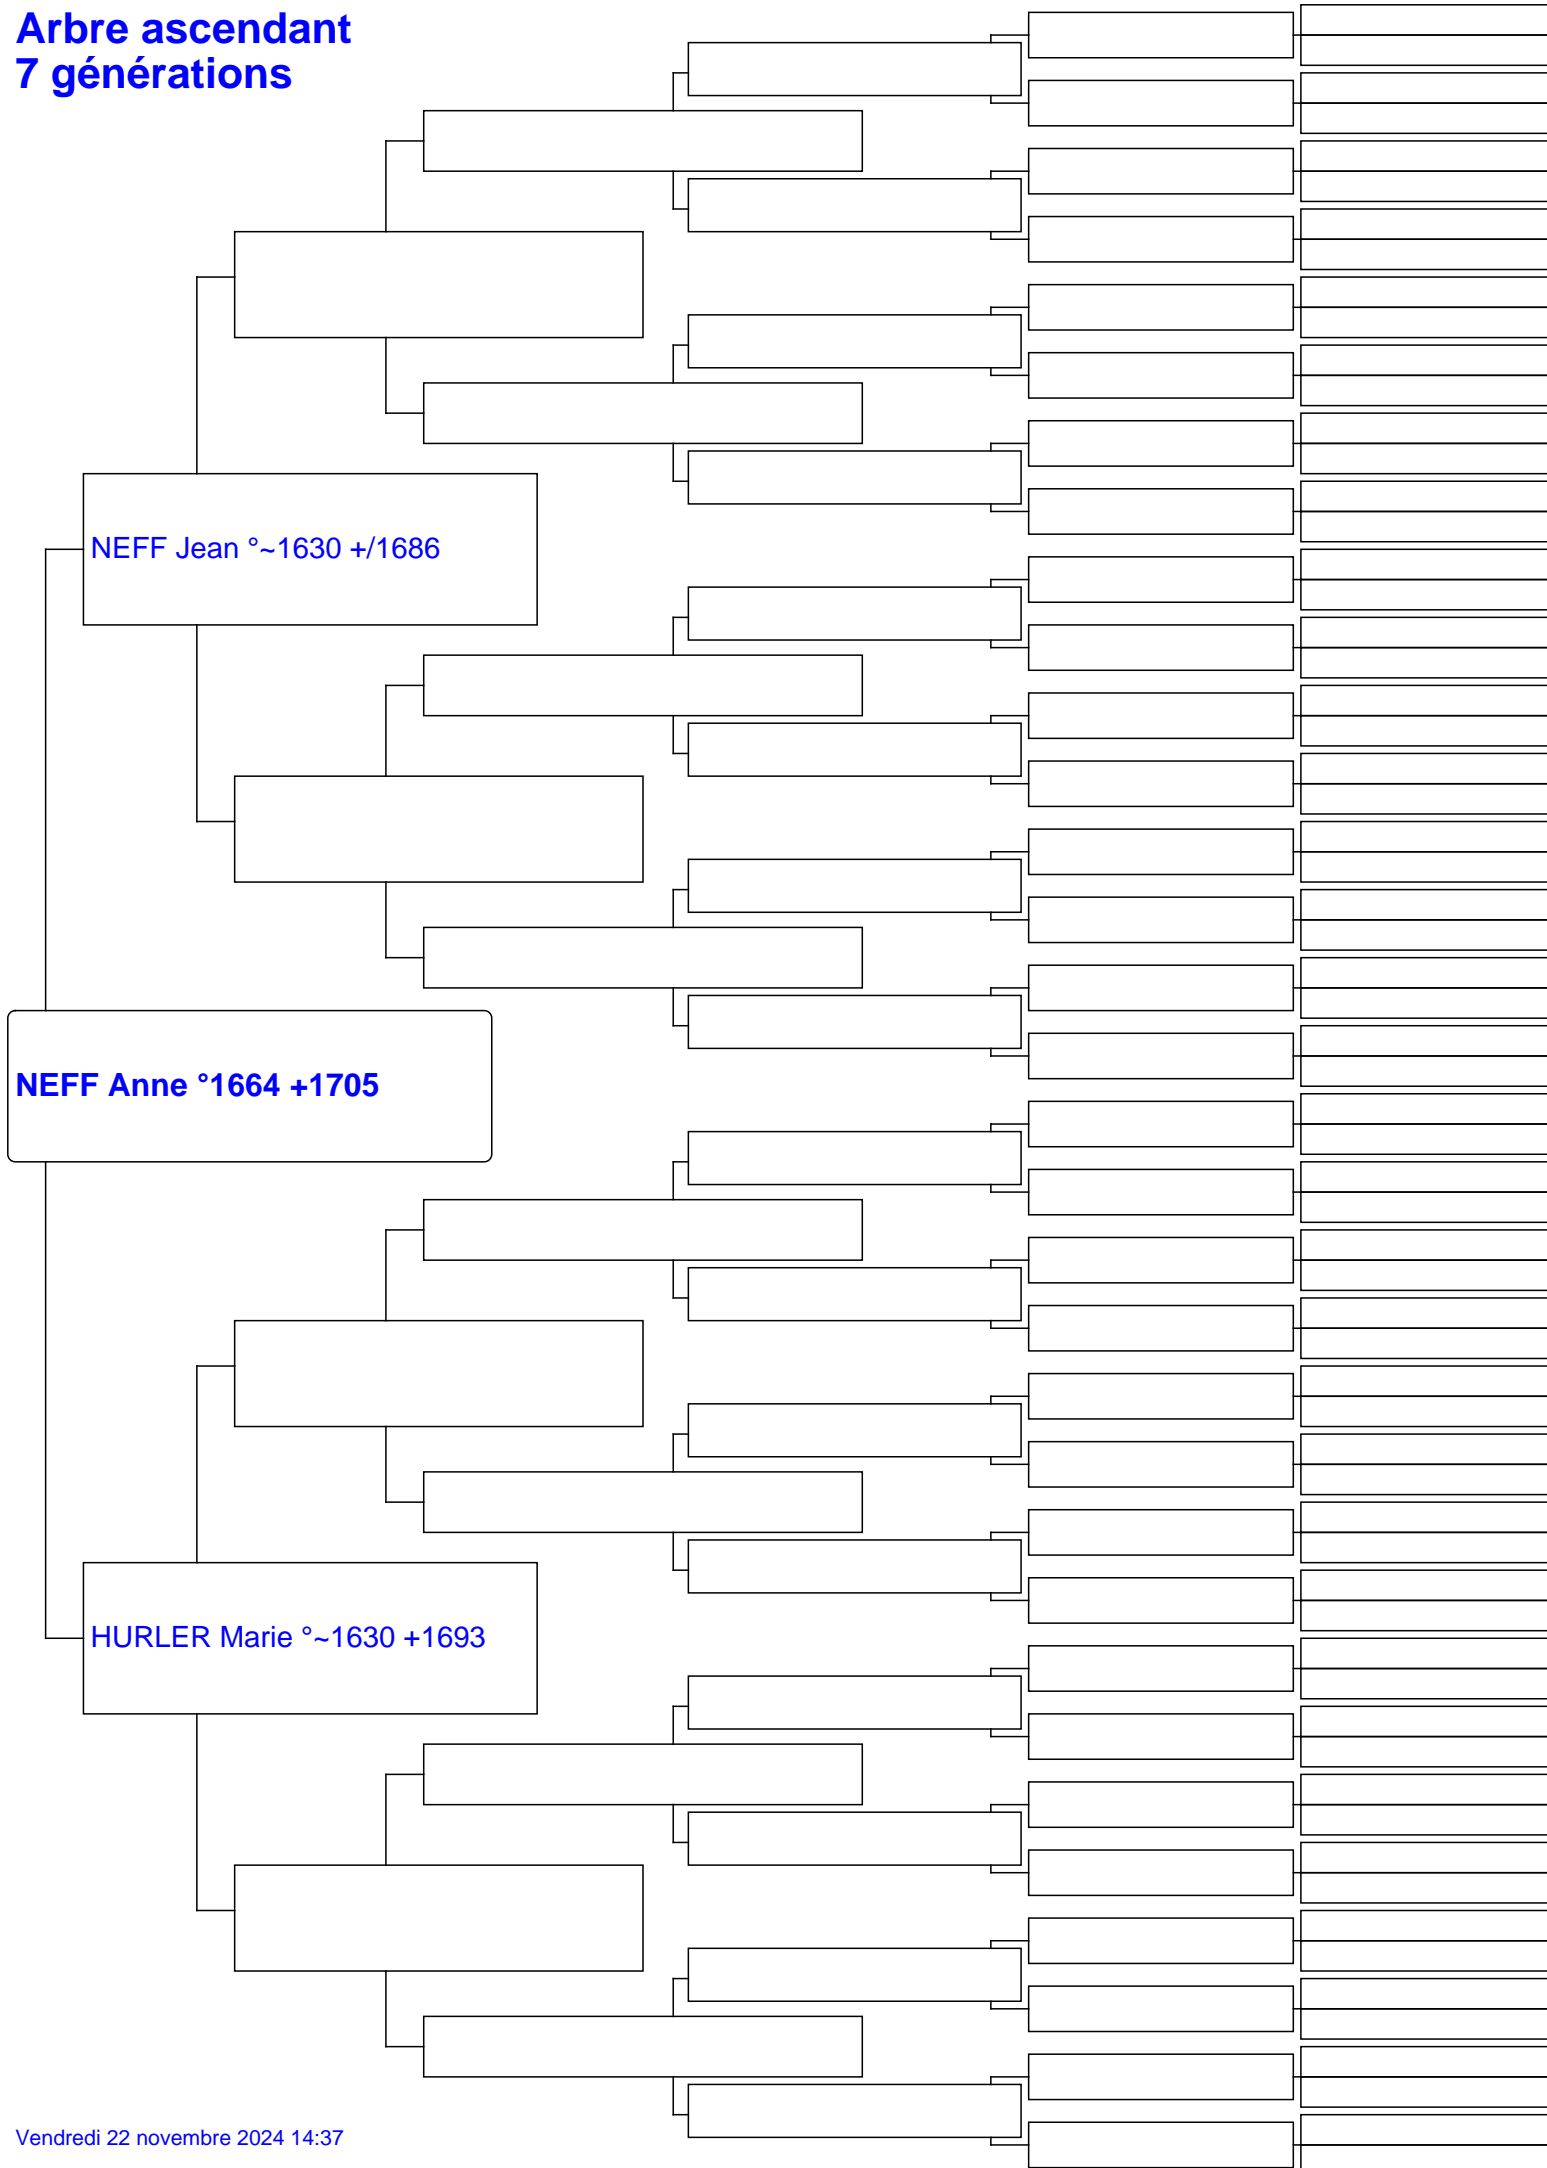 Arbre ascendant
7 générations
NEFF Jean °~1630 +/1686
NEFF Anne °1664 +1705
HURLER Marie °~1630 +1693
Vendredi 22 novembre 2024 14:37